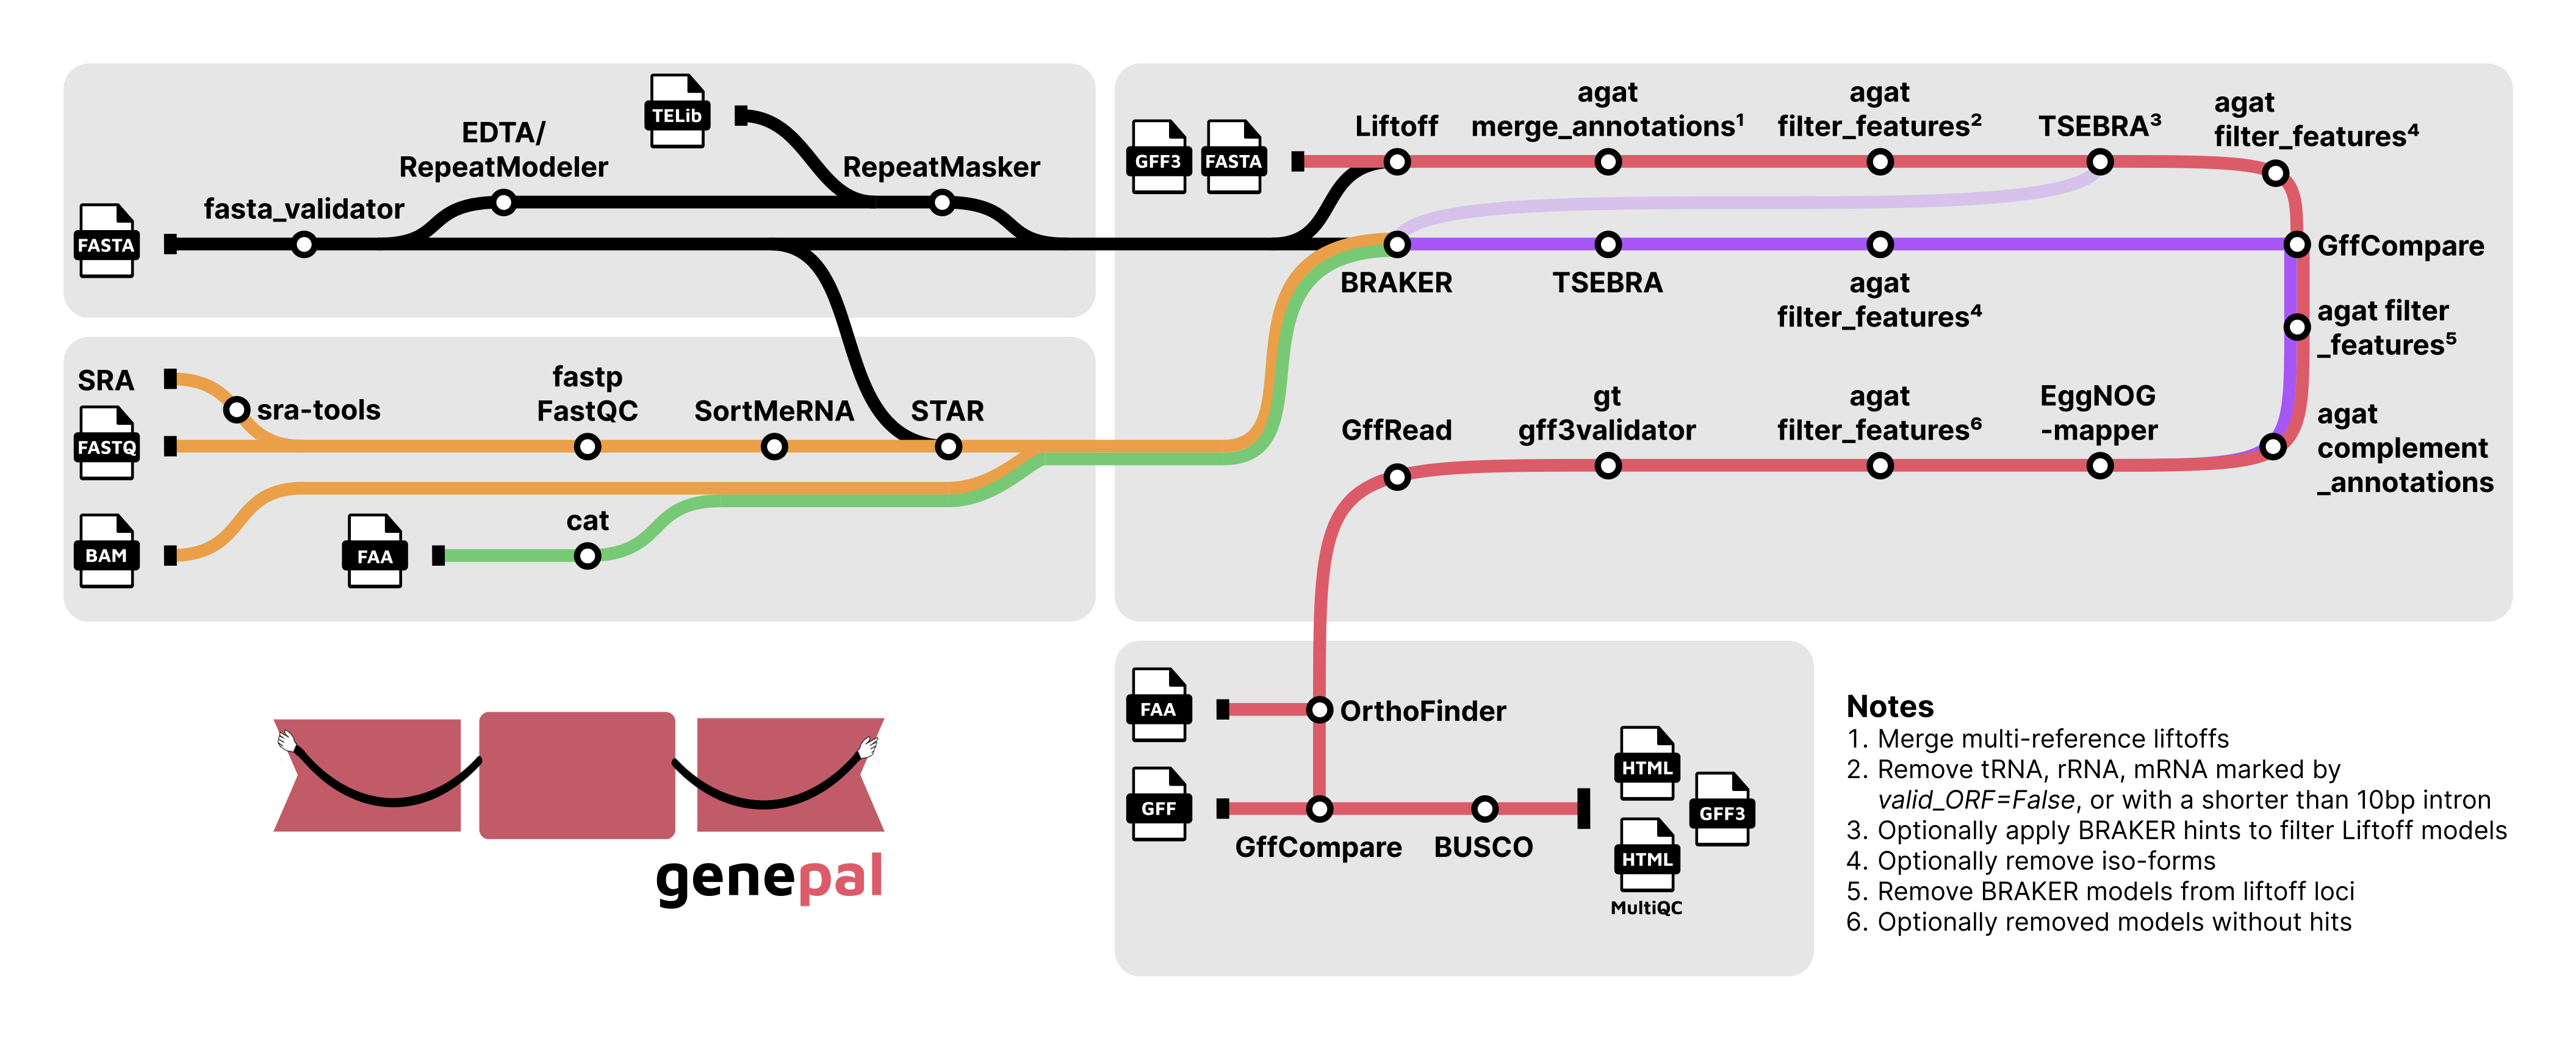 TELib
EDTA/
RepeatModeler
RepeatMasker
fasta_validator
FASTA
SRA
sra-tools
fastp
FastQC
SortMeRNA
STAR
FASTQ
BAM
FAA
cat
GFF3
FASTA
Liftoff
agat
merge_annotations¹
agat
filter_features²
TSEBRA³
agat
filter_features⁴
BRAKER
TSEBRA
agat
filter_features⁴
GffCompare
agat filter
_features⁵
agat
complement
_annotations
EggNOG
-mapper
agat
filter_features⁶
gt
gff3validator
GffRead
FAA
OrthoFinder
GFF
GffCompare
BUSCO
HTML
GFF3
HTML
MultiQC
genepal
Notes
1. Merge multi-reference liftoffs
2. Remove tRNA, rRNA, mRNA marked by
valid_ORF=False, or with a shorter than 10bp intron
3. Optionally apply BRAKER hints to filter Liftoff models
4. Optionally remove iso-forms
5. Remove BRAKER models from liftoff loci
6. Optionally removed models without hits